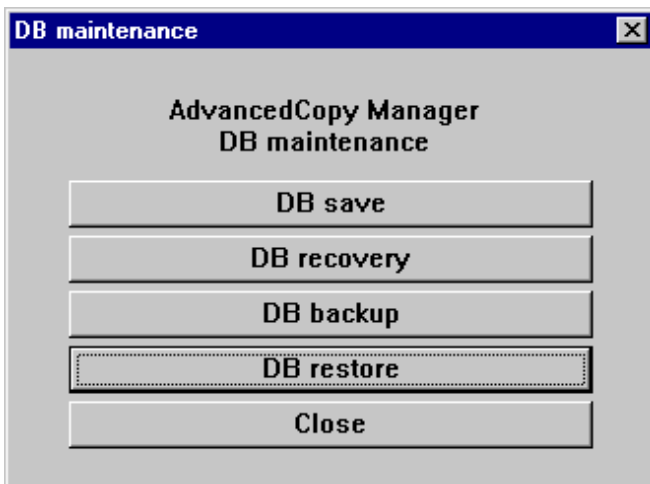 DB maintenance
AdvancedCopy Manager
DB maintenance
DB save
DB recovery
DB backup
DB restore
Close